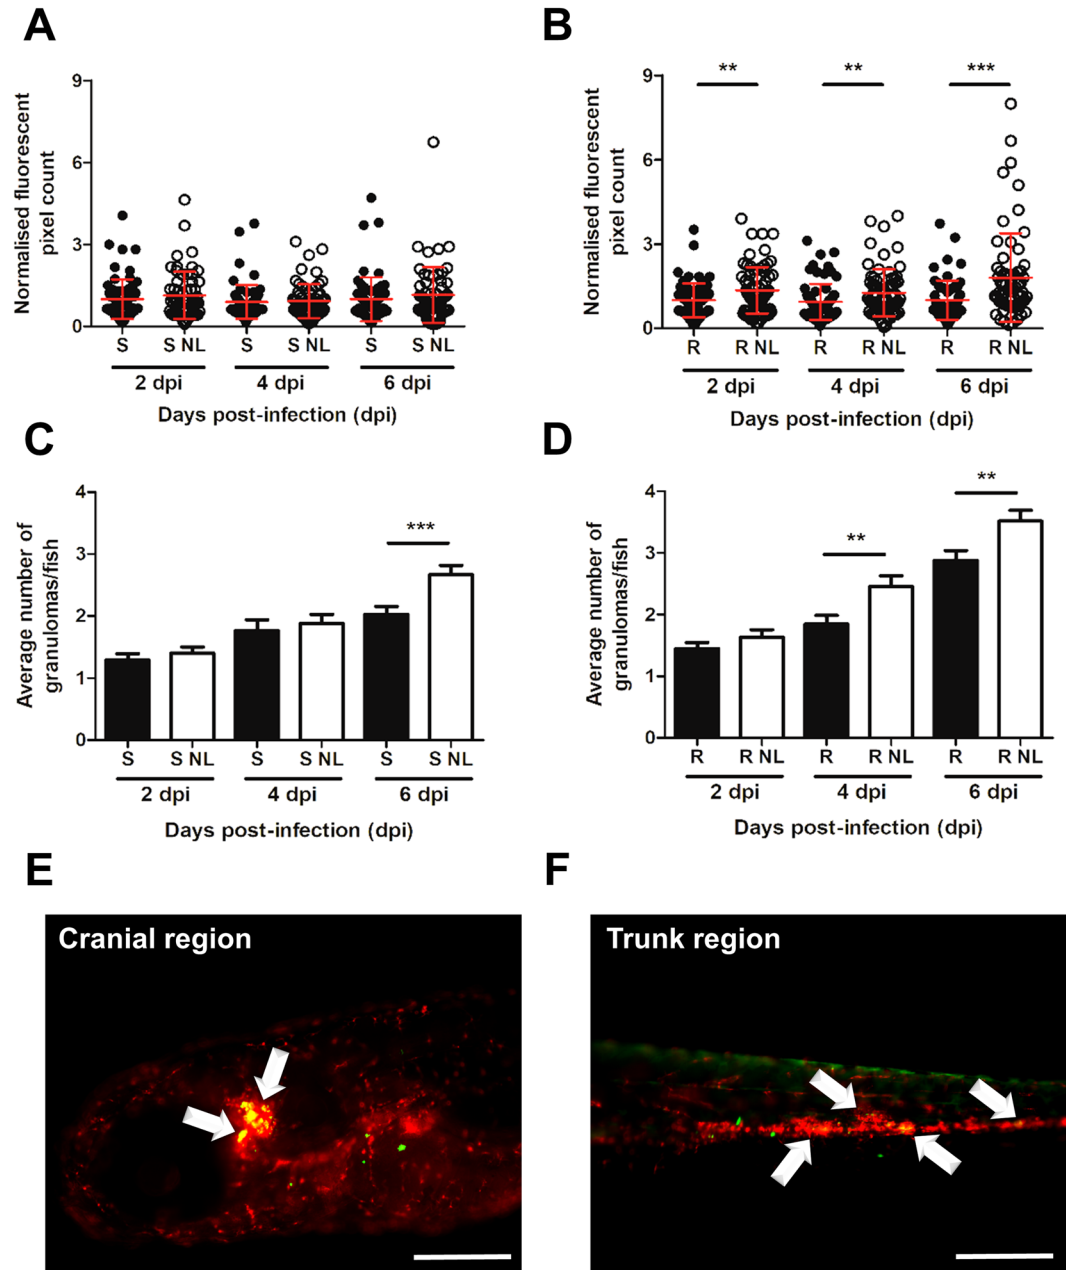 A
Normalised fluorescent
pixel count
9
6
3
0
S
S NL
S
S NL
S
S NL
2 dpi
4 dpi
6 dpi
Days post-infection (dpi)
B
Normalised fluorescent
pixel count
9
6
3
0
**
**
***
R
R NL
R
R NL
R
R NL
2 dpi
4 dpi
6 dpi
Days post-infection (dpi)
C
Average number of
granulomas/fish
4
3
2
1
0
***
S
S NL
S
S NL
S
S NL
2 dpi
4 dpi
6 dpi
Days post-infection (dpi)
D
Average number of
granulomas/fish
4
3
2
1
0
**
**
R
R NL
R
R NL
R
R NL
2 dpi
4 dpi
6 dpi
Days post-infection (dpi)
E
Cranial region
F
Trunk region